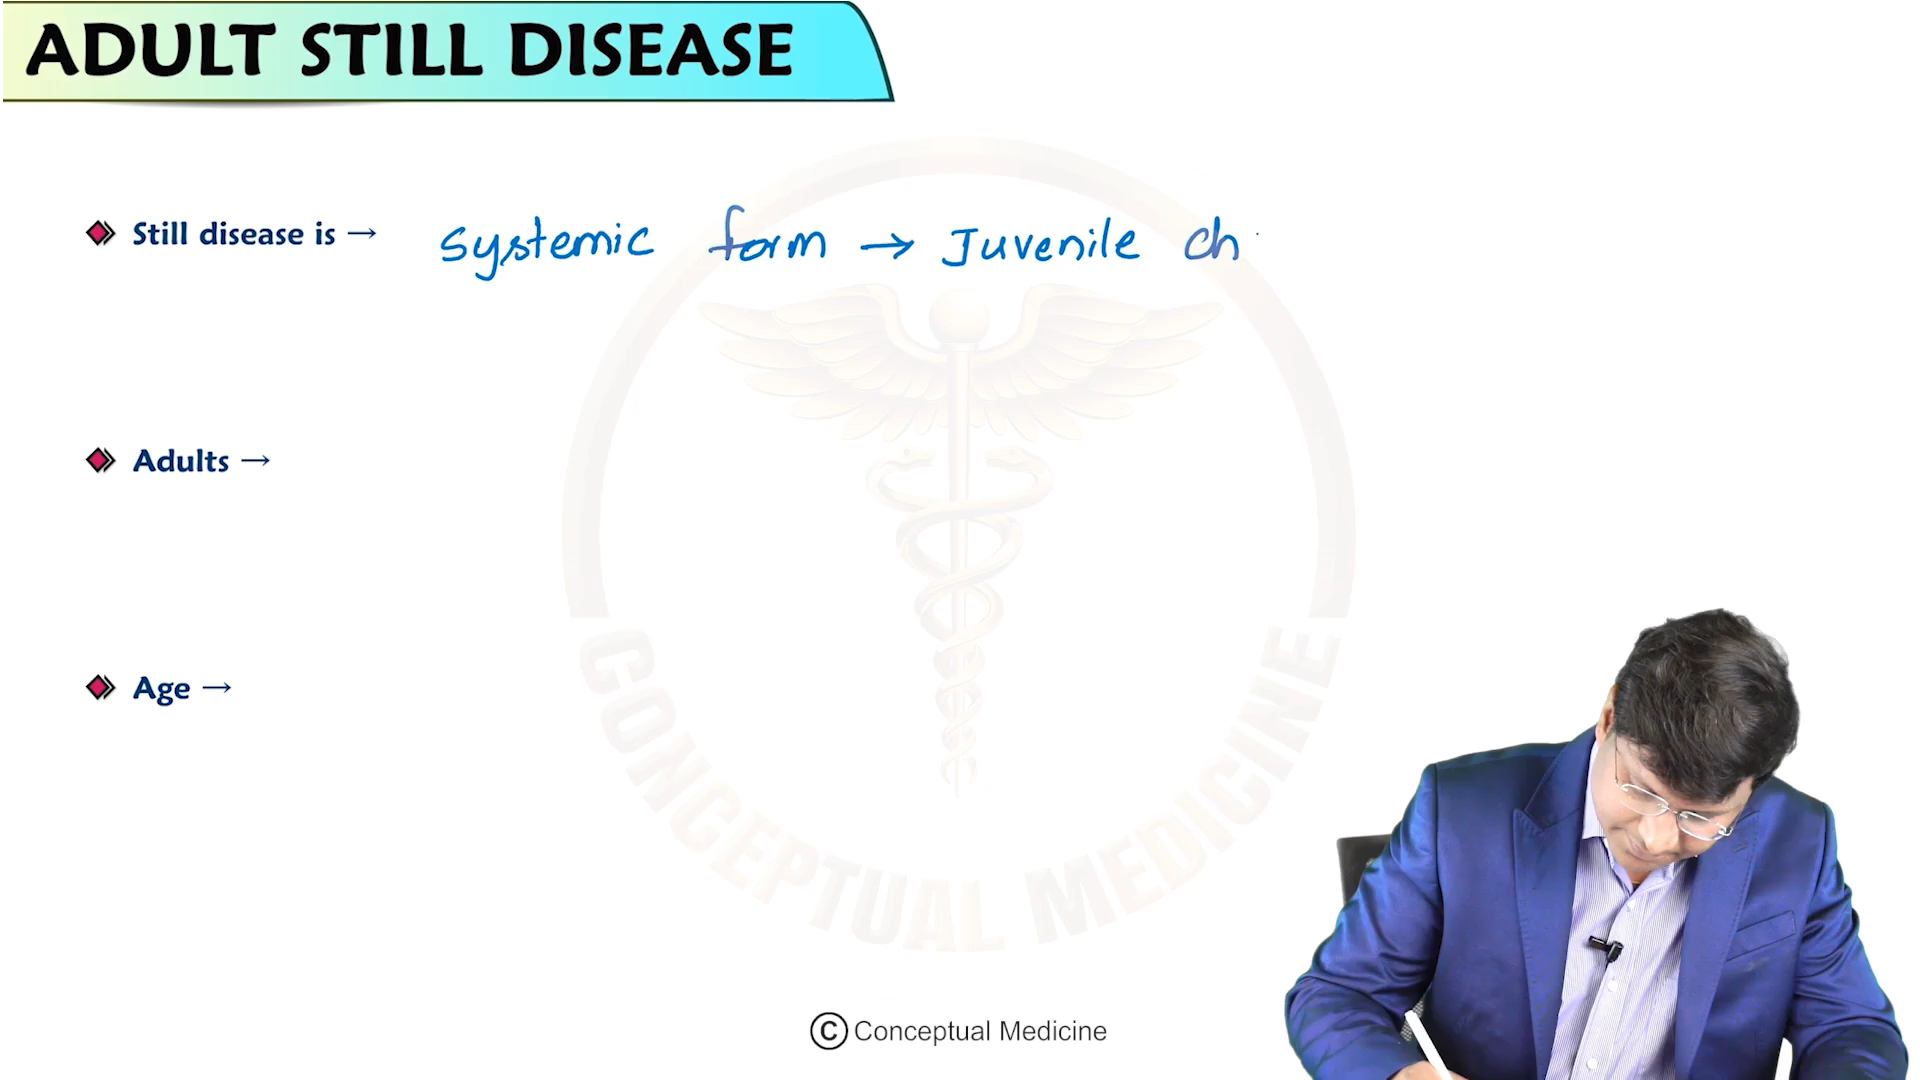 ADULT STILL DISEASE
Still disease is → systemic form → Juvenile ch
Adults →
Age →
CONCEPTUAL MEDICINE
© Conceptual Medicine